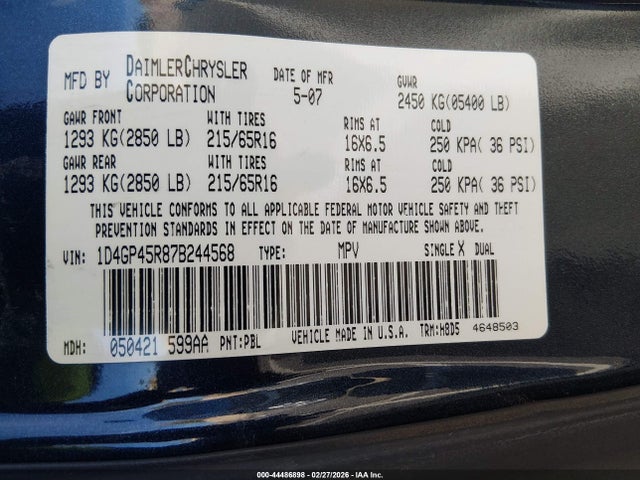 MFD BY DAIMLERCHRYSLER CORPORATION DATE OF MFR 5-07 GVWR 2450 KG(05400 LB)
GAWR FRONT WITH TIRES RIMS AT COLD
1293 KG(2850 LB) 215/65R16 16X6.5 250 KPA( 36 PSI)
GAWR REAR WITH TIRES RIMS AT COLD
1293 KG(2850 LB) 215/65R16 16X6.5 250 KPA( 36 PSI)
THIS VEHICLE CONFORMS TO ALL APPLICABLE FEDERAL MOTOR VEHICLE SAFETY AND THEFT
PREVENTION STANDARDS IN EFFECT ON THE DATE OF MANUFACTURE SHOWN ABOVE.
VIN: 1D4GP45R87B244568 TYPE: MPV SINGLE X DUAL
MDH: 050421 599AA PNT:PBL VEHICLE MADE IN U.S.A. TRM:H8D5 4648503
000-44486898 - 02/27/2026 - IAA Inc.